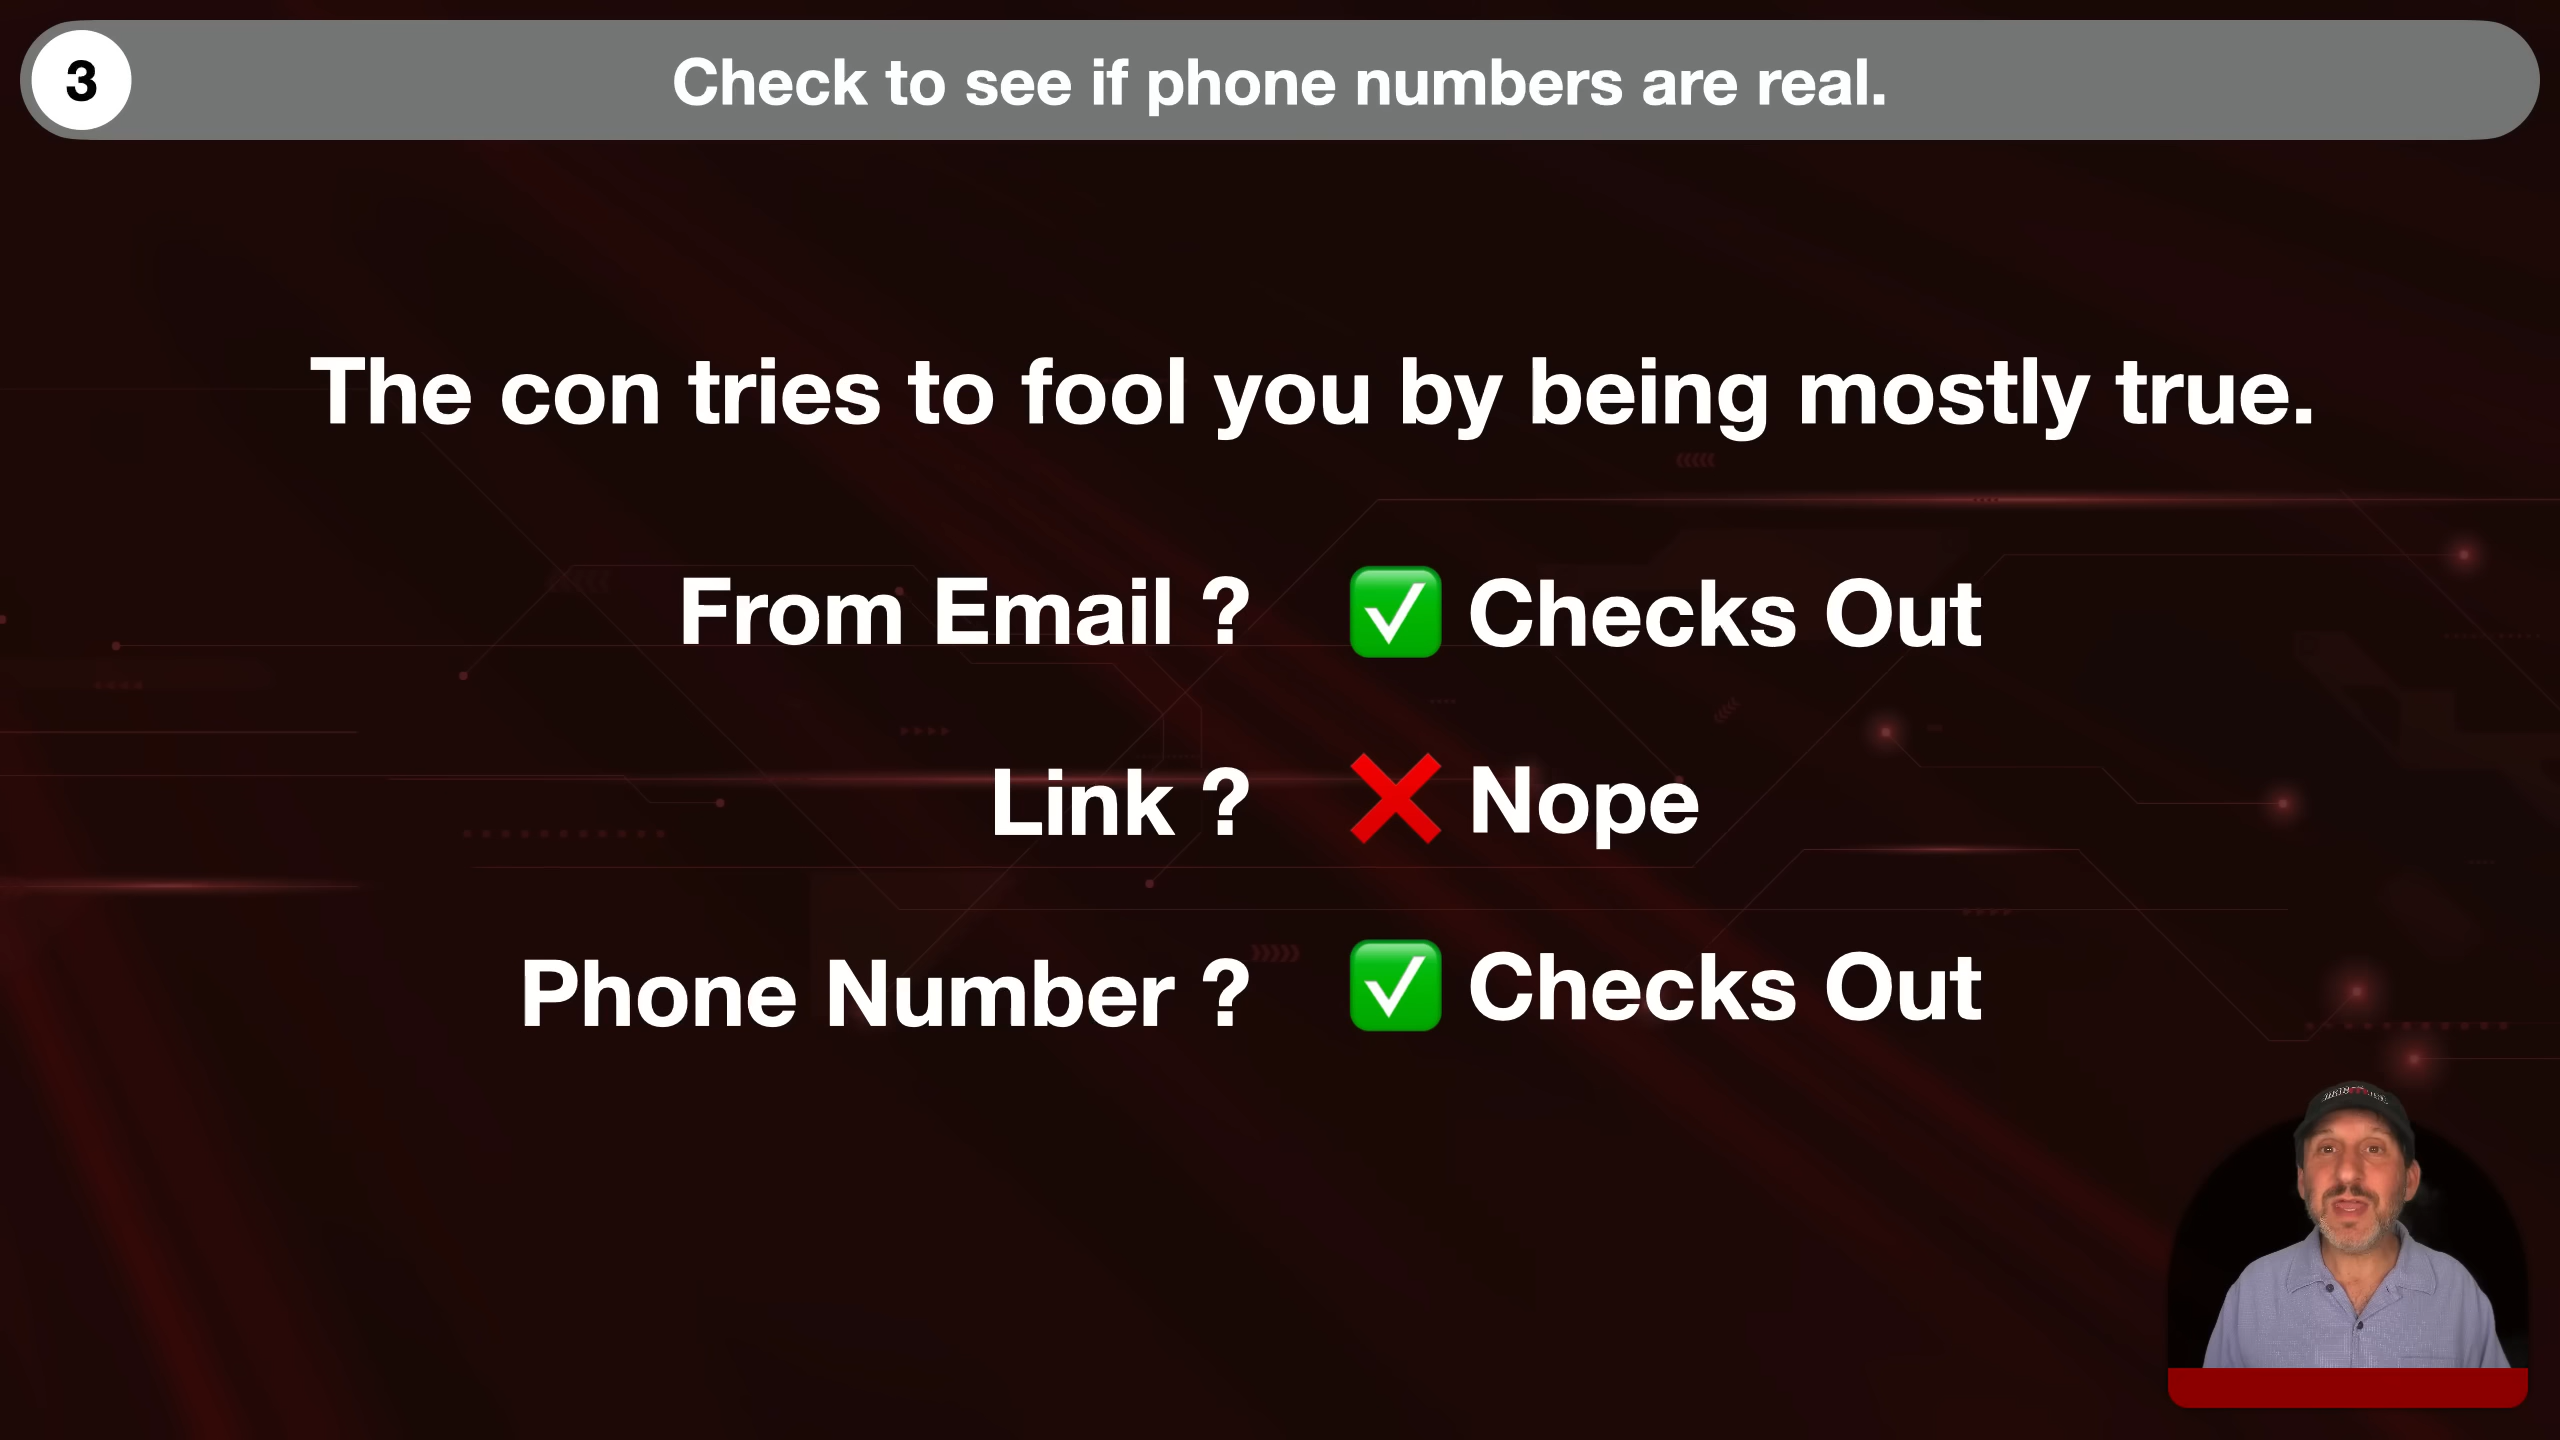 3
Check to see if phone numbers are real.
The con tries to fool you by being mostly true.
From Email ? ✅ Checks Out
Link ? ❌ Nope
Phone Number ? ✅ Checks Out